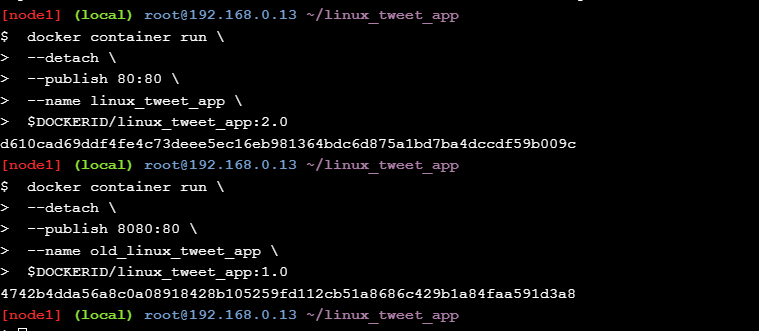 [node1] (local) root@192.168.0.13 ~/linux_tweet_app
$  docker container run \
>  --detach \
>  --publish 80:80 \
>  --name linux_tweet_app \
>  $DOCKERID/linux_tweet_app:2.0
d610cad69ddf4fe4c73deee5ec16eb981364bdc6d875a1bd7ba4dccdf59b009c
[node1] (local) root@192.168.0.13 ~/linux_tweet_app
$  docker container run \
>  --detach \
>  --publish 8080:80 \
>  --name old_linux_tweet_app \
>  $DOCKERID/linux_tweet_app:1.0
4742b4dda56a8c0a08918428b105259fd112cb51a8686c429b1a84faa591d3a8
[node1] (local) root@192.168.0.13 ~/linux_tweet_app